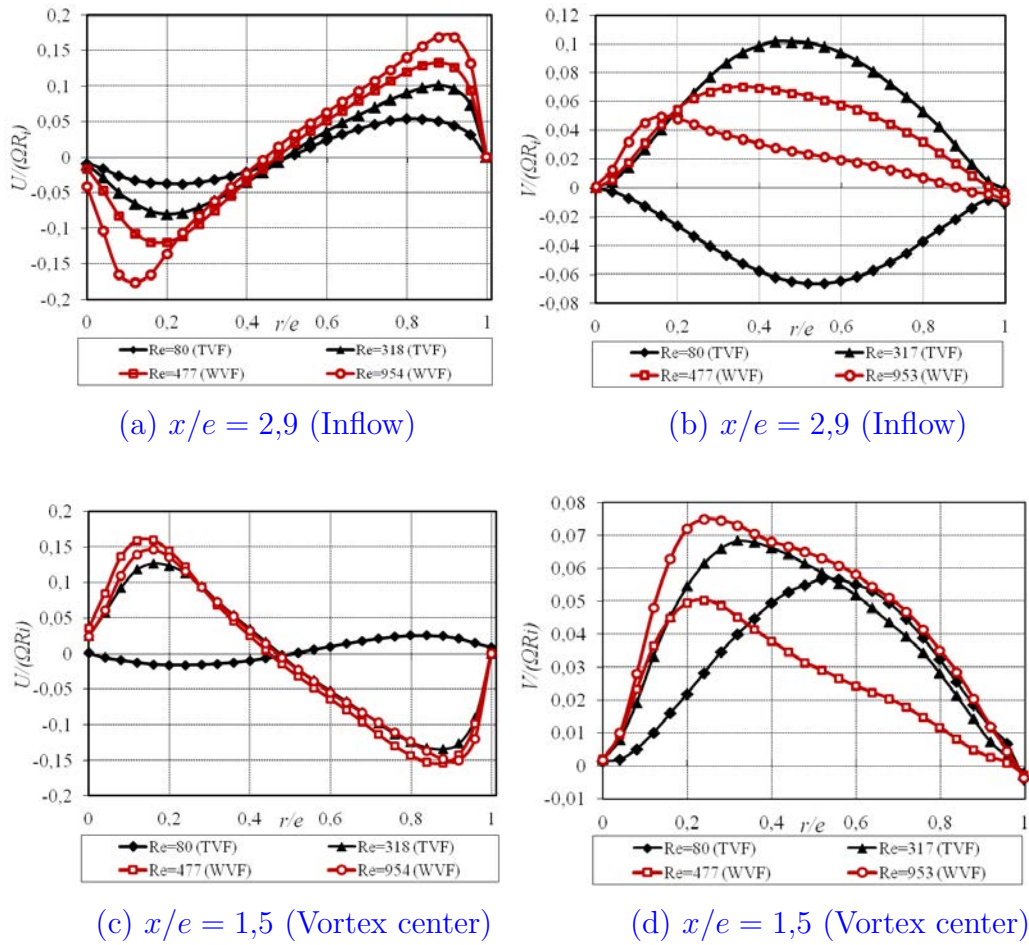 0,2
0,15
0,1
0,05
0
-0,05
-0,1
-0,15
-0,2
U/(ΩRi)
0 0,2 0,4 r/e 0,6 0,8 1
Re=80 (TVF) Re=318 (TVF)
Re=477 (WVF) Re=954 (WVF)
(a) x/e = 2,9 (Inflow)
0,12
0,1
0,08
0,06
0,04
0,02
0
-0,02
-0,04
-0,06
-0,08
V/(ΩRi)
0 0,2 0,4 r/e 0,6 0,8 1
Re=80 (TVF) Re=317 (TVF)
Re=477 (WVF) Re=953 (WVF)
(b) x/e = 2,9 (Inflow)
0,2
0,15
0,1
0,05
0
-0,05
-0,1
-0,15
-0,2
U/(ΩRi)
0 0,2 0,4 r/e 0,6 0,8 1
Re=80 (TVF) Re=318 (TVF)
Re=477 (WVF) Re=954 (WVF)
(c) x/e = 1,5 (Vortex center)
0,08
0,07
0,06
0,05
0,04
0,03
0,02
0,01
0
-0,01
V/(ΩRi)
0 0,2 0,4 r/e 0,6 0,8 1
Re=80 (TVF) Re=317 (TVF)
Re=477 (WVF) Re=953 (WVF)
(d) x/e = 1,5 (Vortex center)